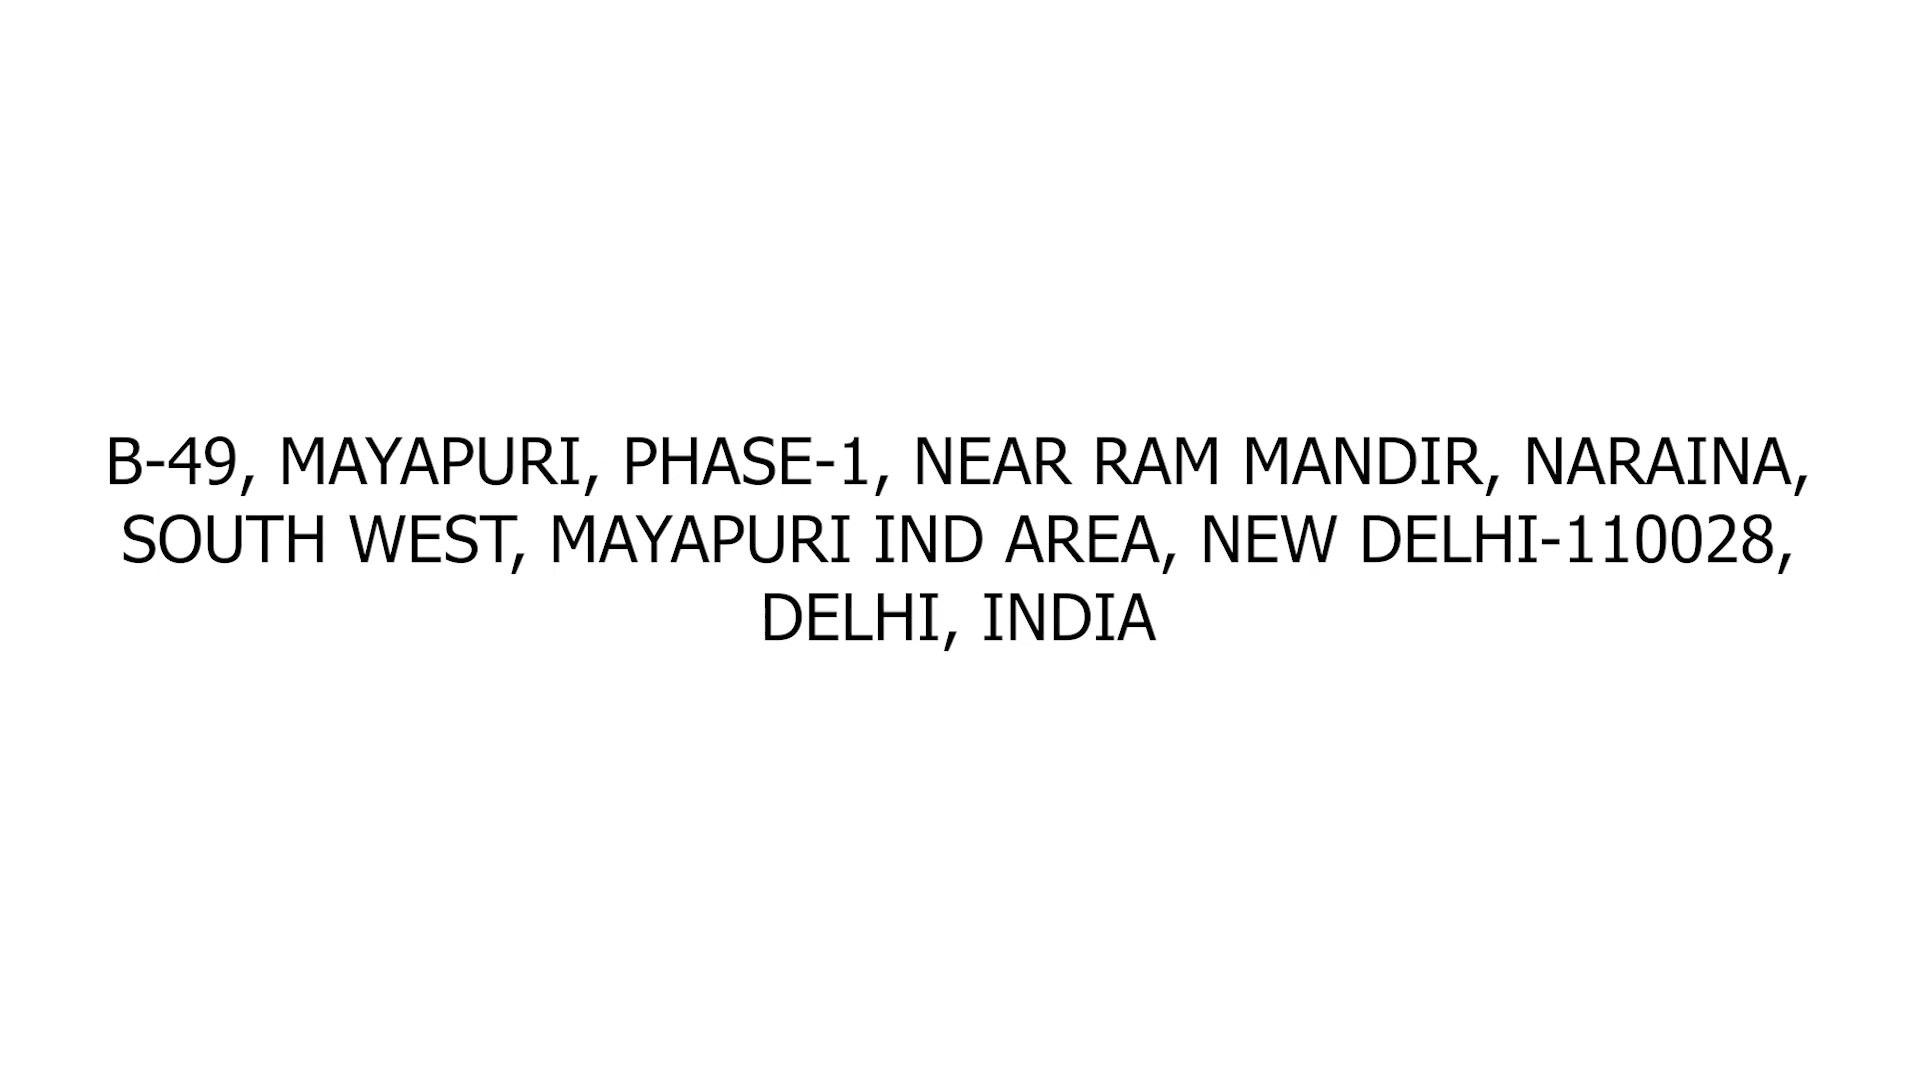 B-49, MAYAPURI, PHASE-1, NEAR RAM MANDIR, NARAINA,
SOUTH WEST, MAYAPURI IND AREA, NEW DELHI-110028,
DELHI, INDIA